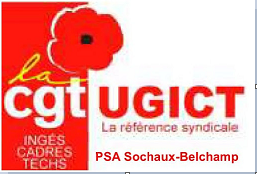 la
cgt UGICT
La référence syndicale
INGÉS
CADRES
TECHS
PSA Sochaux-Belchamp